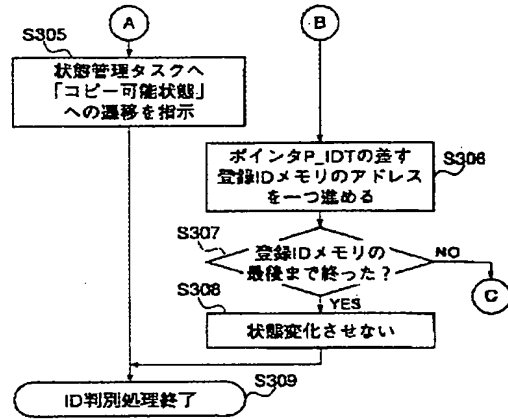 A
B
S305
状態管理タスクへ
「コピー可能状態」
への遷移を指示
ポインタP_IDTの差す
登録IDメモリのアドレス
を一つ進める
S306
S307
登録IDメモリの
最後まで終った?
NO
C
S308
YES
状態変化させない
ID判別処理終了
S309